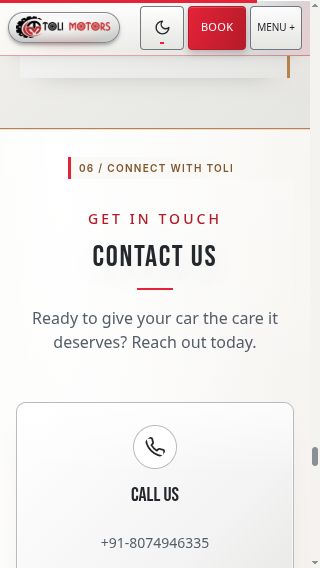 TOLI MOTORS
BOOK
MENU +
06 / CONNECT WITH TOLI
GET IN TOUCH
CONTACT US
Ready to give your car the care it
deserves? Reach out today.
CALL US
+91-8074946335